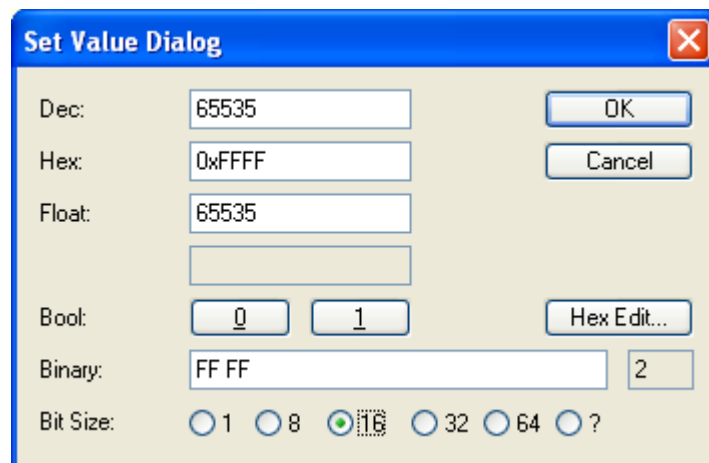 Set Value Dialog
Dec: 65535 OK
Hex: 0xFFFF Cancel
Float: 65535
Bool: 0 1 Hex Edit...
Binary: FF FF 2
Bit Size: 1 8 16 32 64 ?